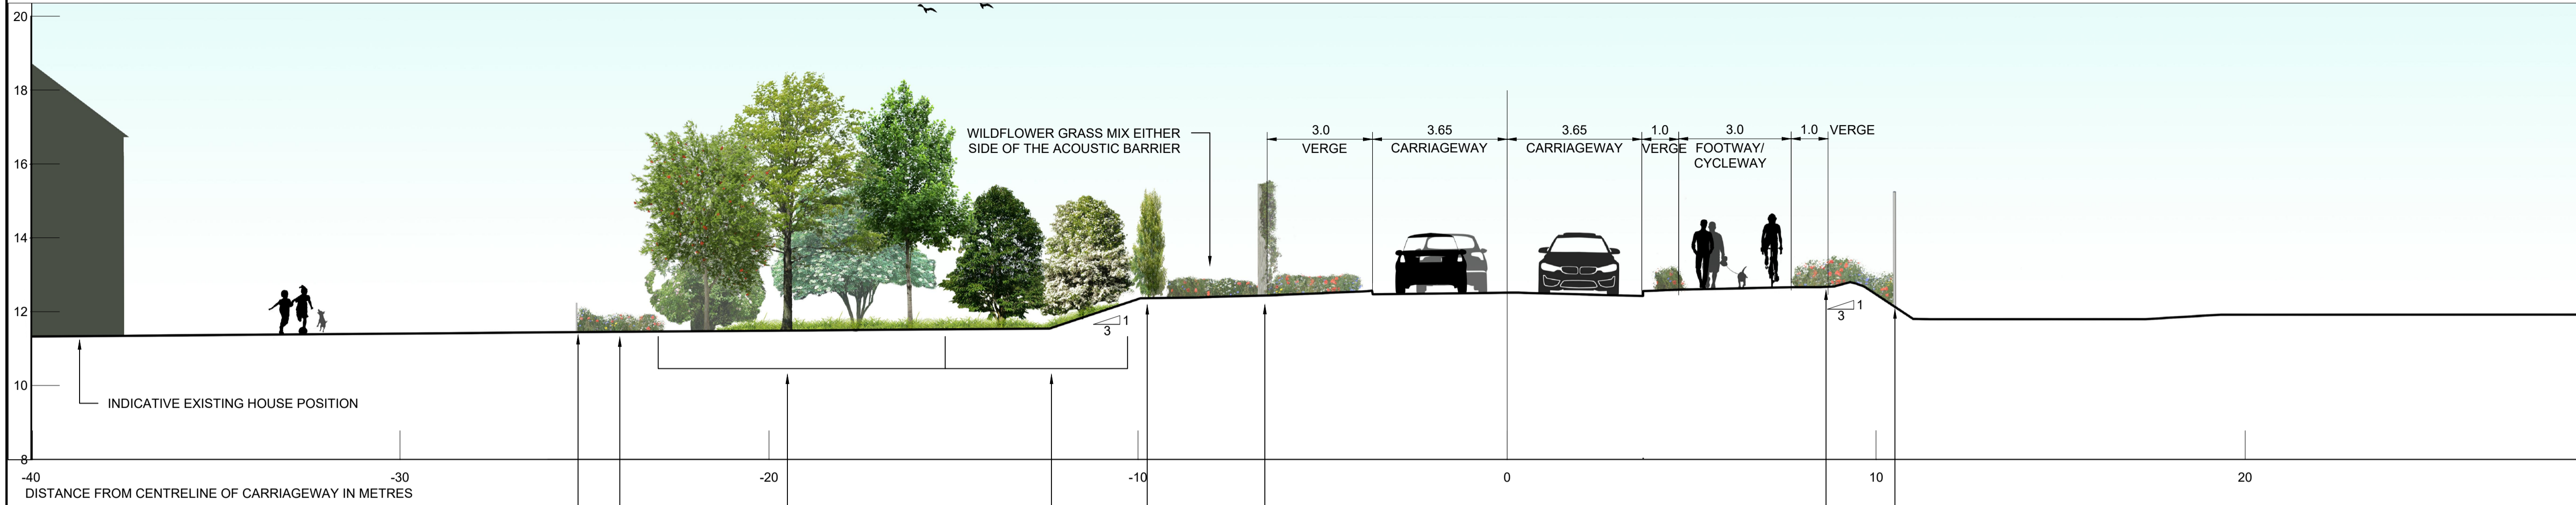 20
18
16
14
12
10
8
WILDFLOWER GRASS MIX EITHER
SIDE OF THE ACOUSTIC BARRIER
3.0
VERGE
3.65
CARRIAGEWAY
3.65
CARRIAGEWAY
1.0
VERGE
3.0
FOOTWAY/
CYCLEWAY
1.0
VERGE
1
3
1
3
INDICATIVE EXISTING HOUSE POSITION
-40
-30
-20
-10
0
10
20
DISTANCE FROM CENTRELINE OF CARRIAGEWAY IN METRES